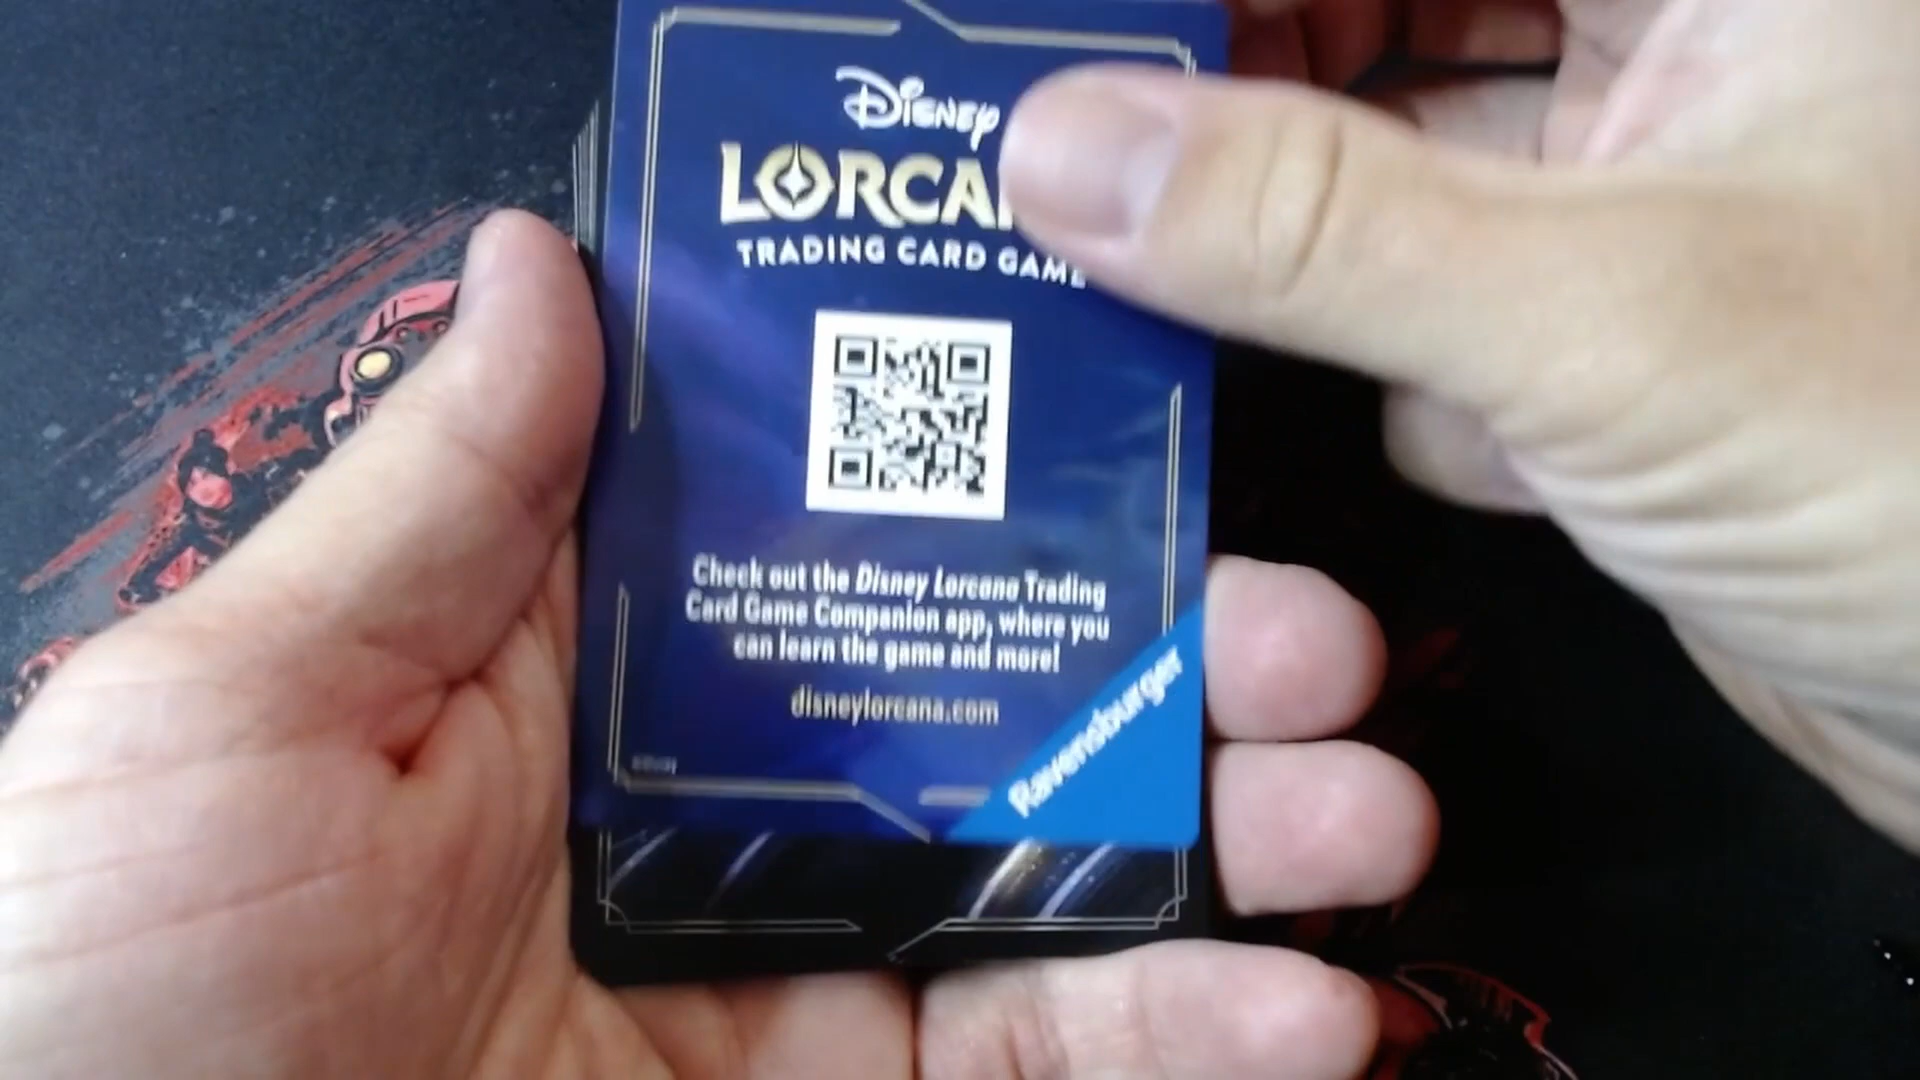 Disney
LORCA
TRADING CARD GAME
Check out the Disney Lorcana Trading
Card Game Companion app, where you
can learn the game and more!
disneylorcana.com
Ravensburger
©Disney